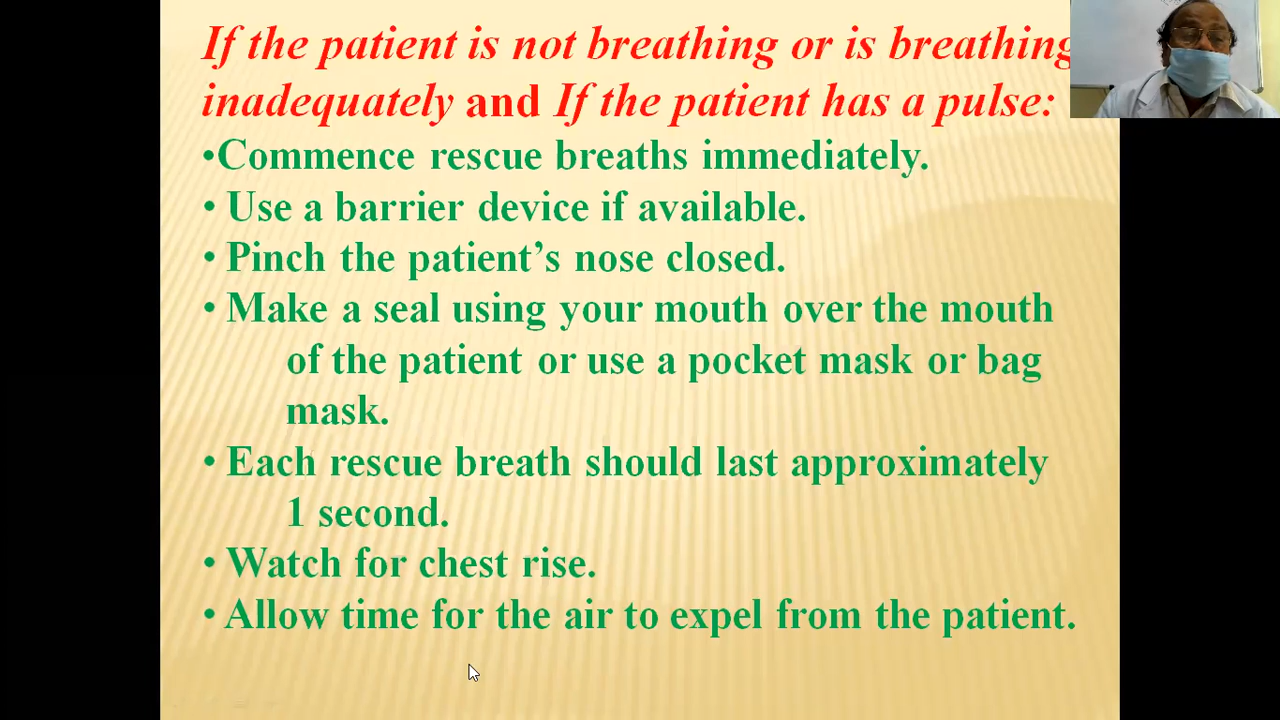 If the patient is not breathing or is breathing
inadequately and If the patient has a pulse:
•Commence rescue breaths immediately.
• Use a barrier device if available.
• Pinch the patient’s nose closed.
• Make a seal using your mouth over the mouth
of the patient or use a pocket mask or bag
mask.
• Each rescue breath should last approximately
1 second.
• Watch for chest rise.
• Allow time for the air to expel from the patient.